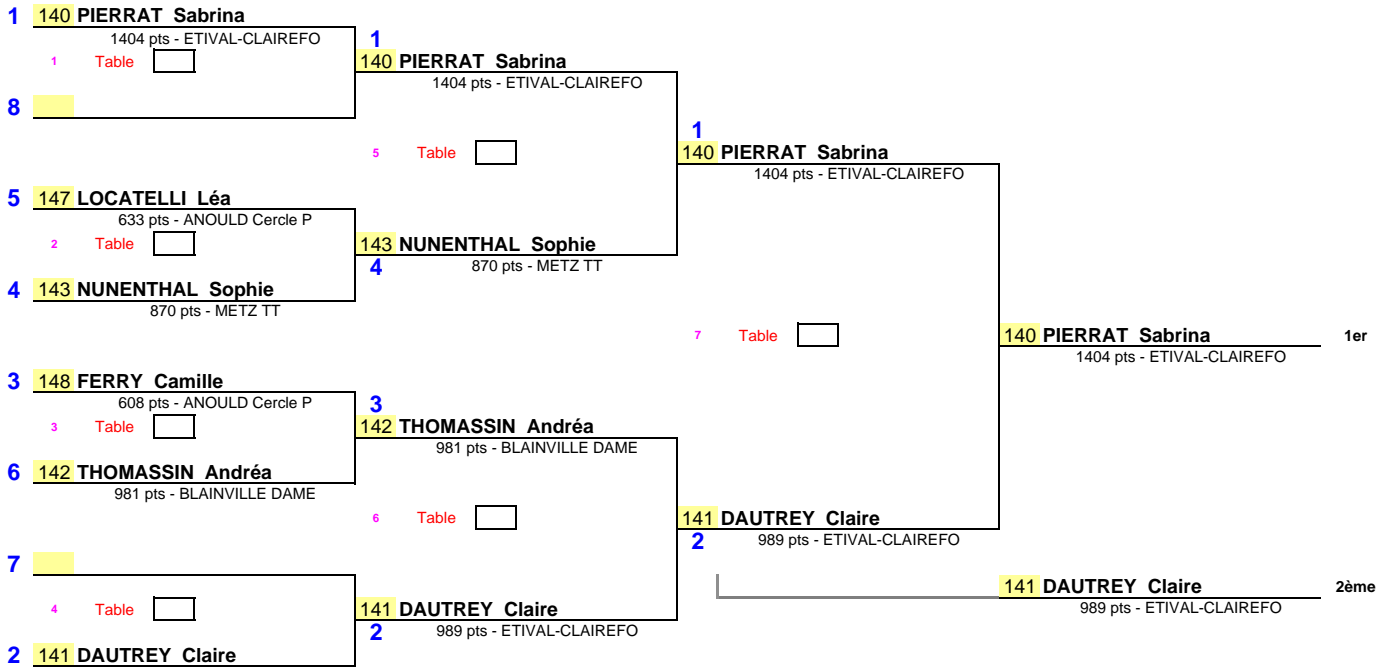 1 140 PIERRAT Sabrina
1404 pts - ETIVAL-CLAIREFO
1 Table
8
5 147 LOCATELLI Léa
633 pts - ANOULD Cercle P
2 Table
4 143 NUNENTHAL Sophie
870 pts - METZ TT
3 148 FERRY Camille
608 pts - ANOULD Cercle P
3 Table
6 142 THOMASSIN Andréa
981 pts - BLAINVILLE DAME
7
4 Table
2 141 DAUTREY Claire
1
140 PIERRAT Sabrina
1404 pts - ETIVAL-CLAIREFO
5 Table
143 NUNENTHAL Sophie
4 870 pts - METZ TT
3
142 THOMASSIN Andréa
981 pts - BLAINVILLE DAME
6 Table
141 DAUTREY Claire
2 989 pts - ETIVAL-CLAIREFO
1
140 PIERRAT Sabrina
1404 pts - ETIVAL-CLAIREFO
7 Table
141 DAUTREY Claire
2 989 pts - ETIVAL-CLAIREFO
140 PIERRAT Sabrina 1er
1404 pts - ETIVAL-CLAIREFO
141 DAUTREY Claire 2ème
989 pts - ETIVAL-CLAIREFO